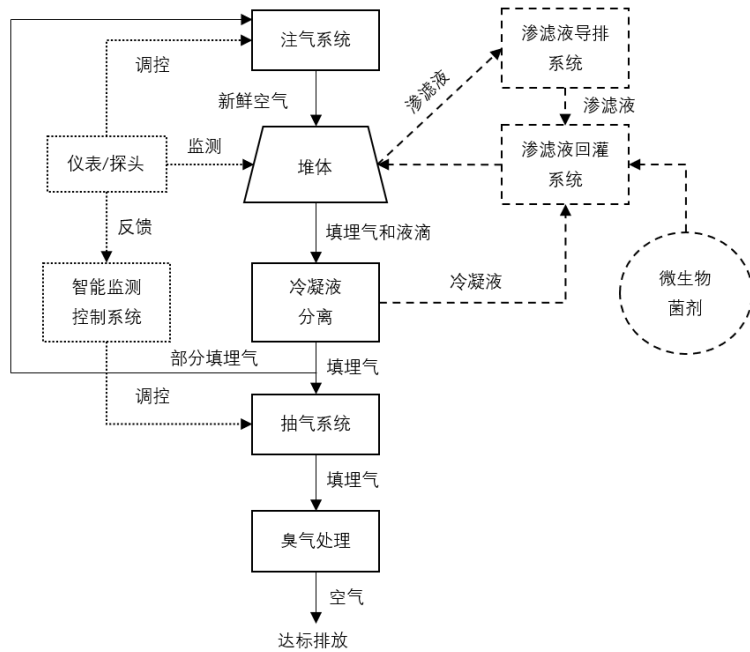 注气系统
渗滤液导排
系统
调控
渗滤液
新鲜空气
渗滤液
仪表/探头
监测
堆体
渗滤液回灌
系统
反馈
填埋气和液滴
智能监测
控制系统
冷凝液
分离
冷凝液
微生物
菌剂
部分填埋气
填埋气
调控
抽气系统
填埋气
臭气处理
空气
达标排放